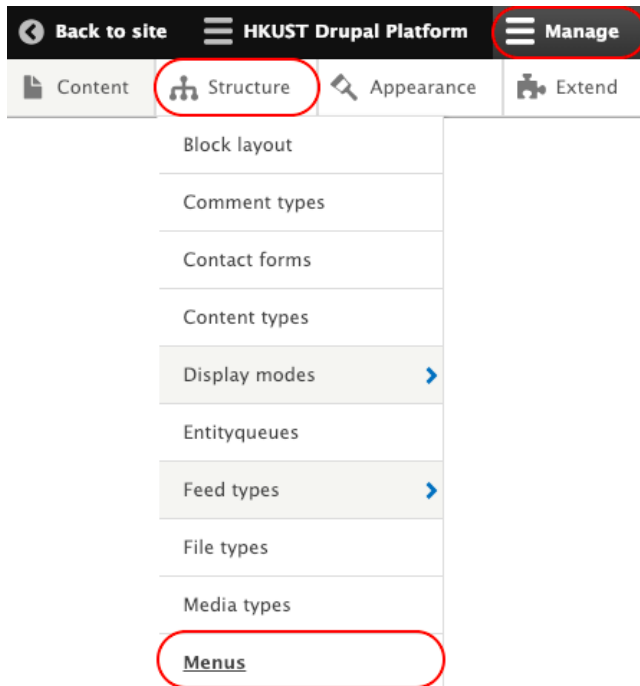 Back to site HKUST Drupal Platform Manage
Content Structure Appearance Extend
Block layout
Comment types
Contact forms
Content types
Display modes
Entityqueues
Feed types
File types
Media types
Menus